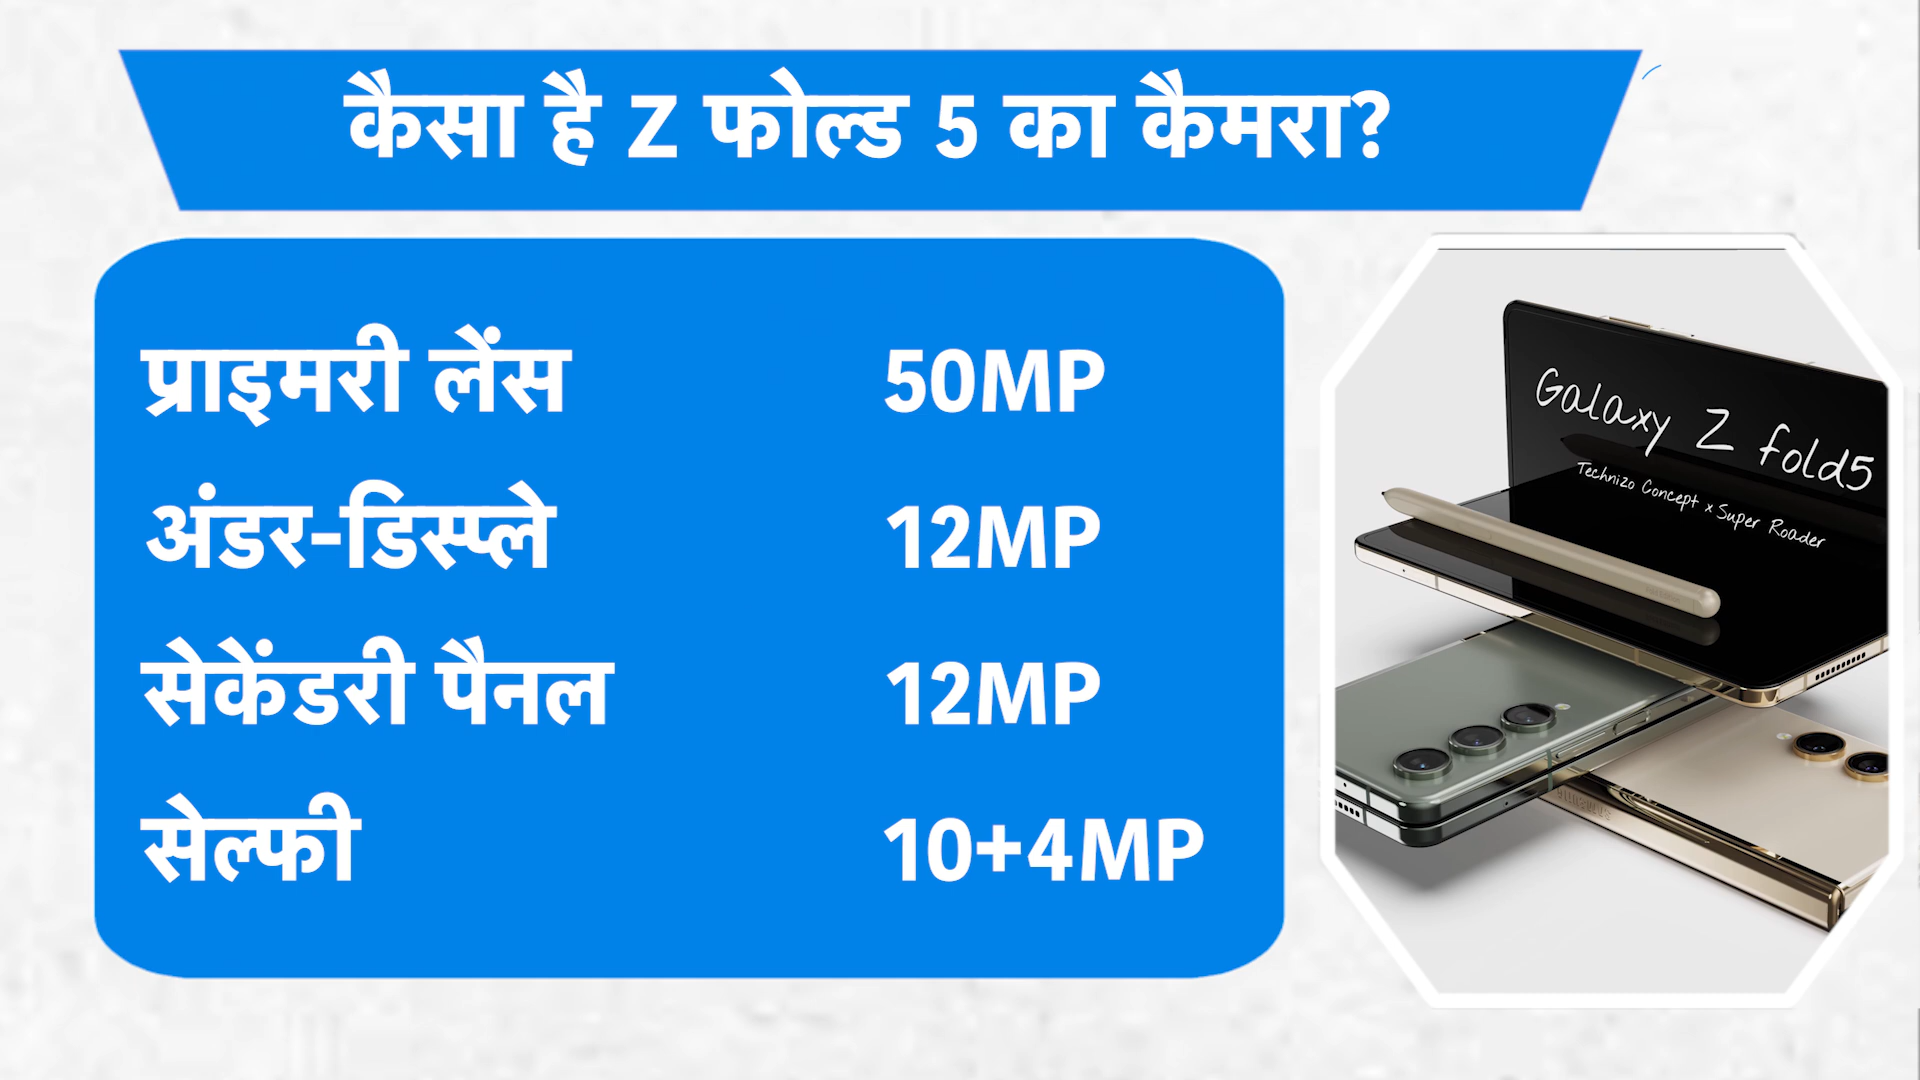 कैसा है Z फोल्ड 5 का कैमरा?
प्राइमरी लेंस 50MP
अंडर-डिस्प्ले 12MP
सेकेंडरी पैनल 12MP
सेल्फी 10+4MP
Galaxy Z fold5
Technizo Concept x Super Roader